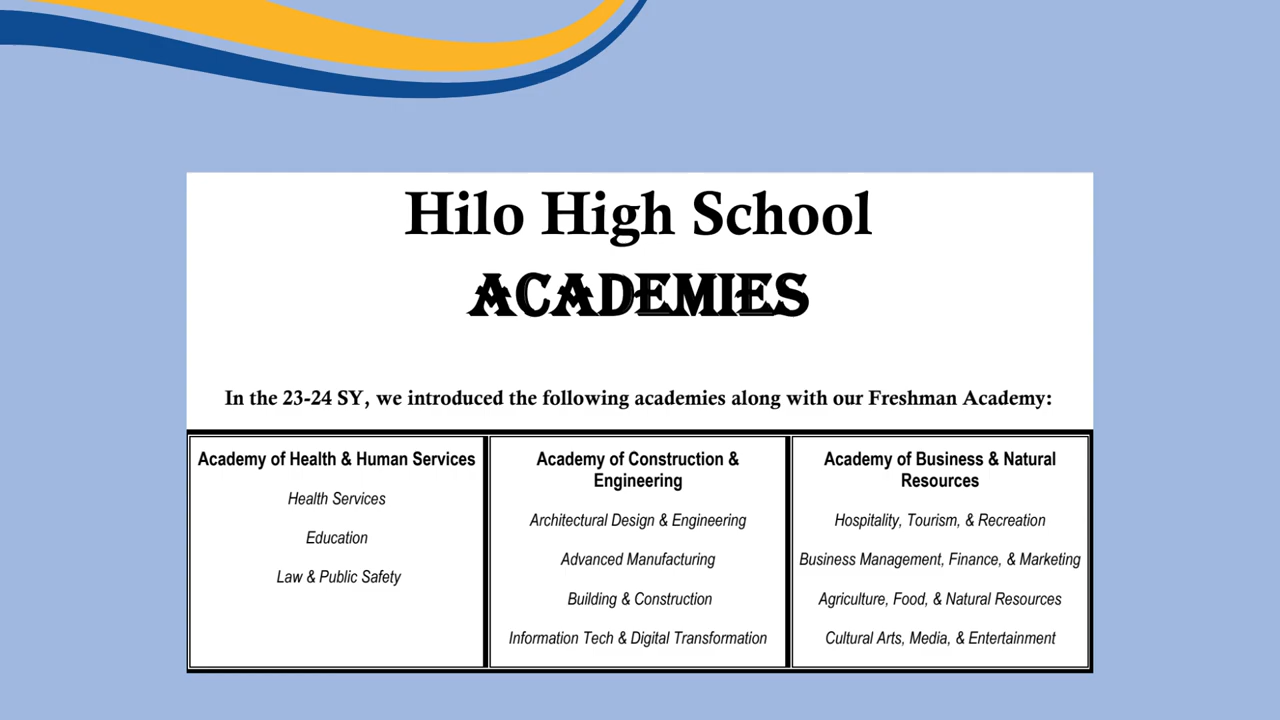 Hilo High School
ACADEMIES
In the 23-24 SY, we introduced the following academies along with our Freshman Academy:
Academy of Health & Human Services
Health Services
Education
Law & Public Safety
Academy of Construction &
Engineering
Architectural Design & Engineering
Advanced Manufacturing
Building & Construction
Information Tech & Digital Transformation
Academy of Business & Natural
Resources
Hospitality, Tourism, & Recreation
Business Management, Finance, & Marketing
Agriculture, Food, & Natural Resources
Cultural Arts, Media, & Entertainment